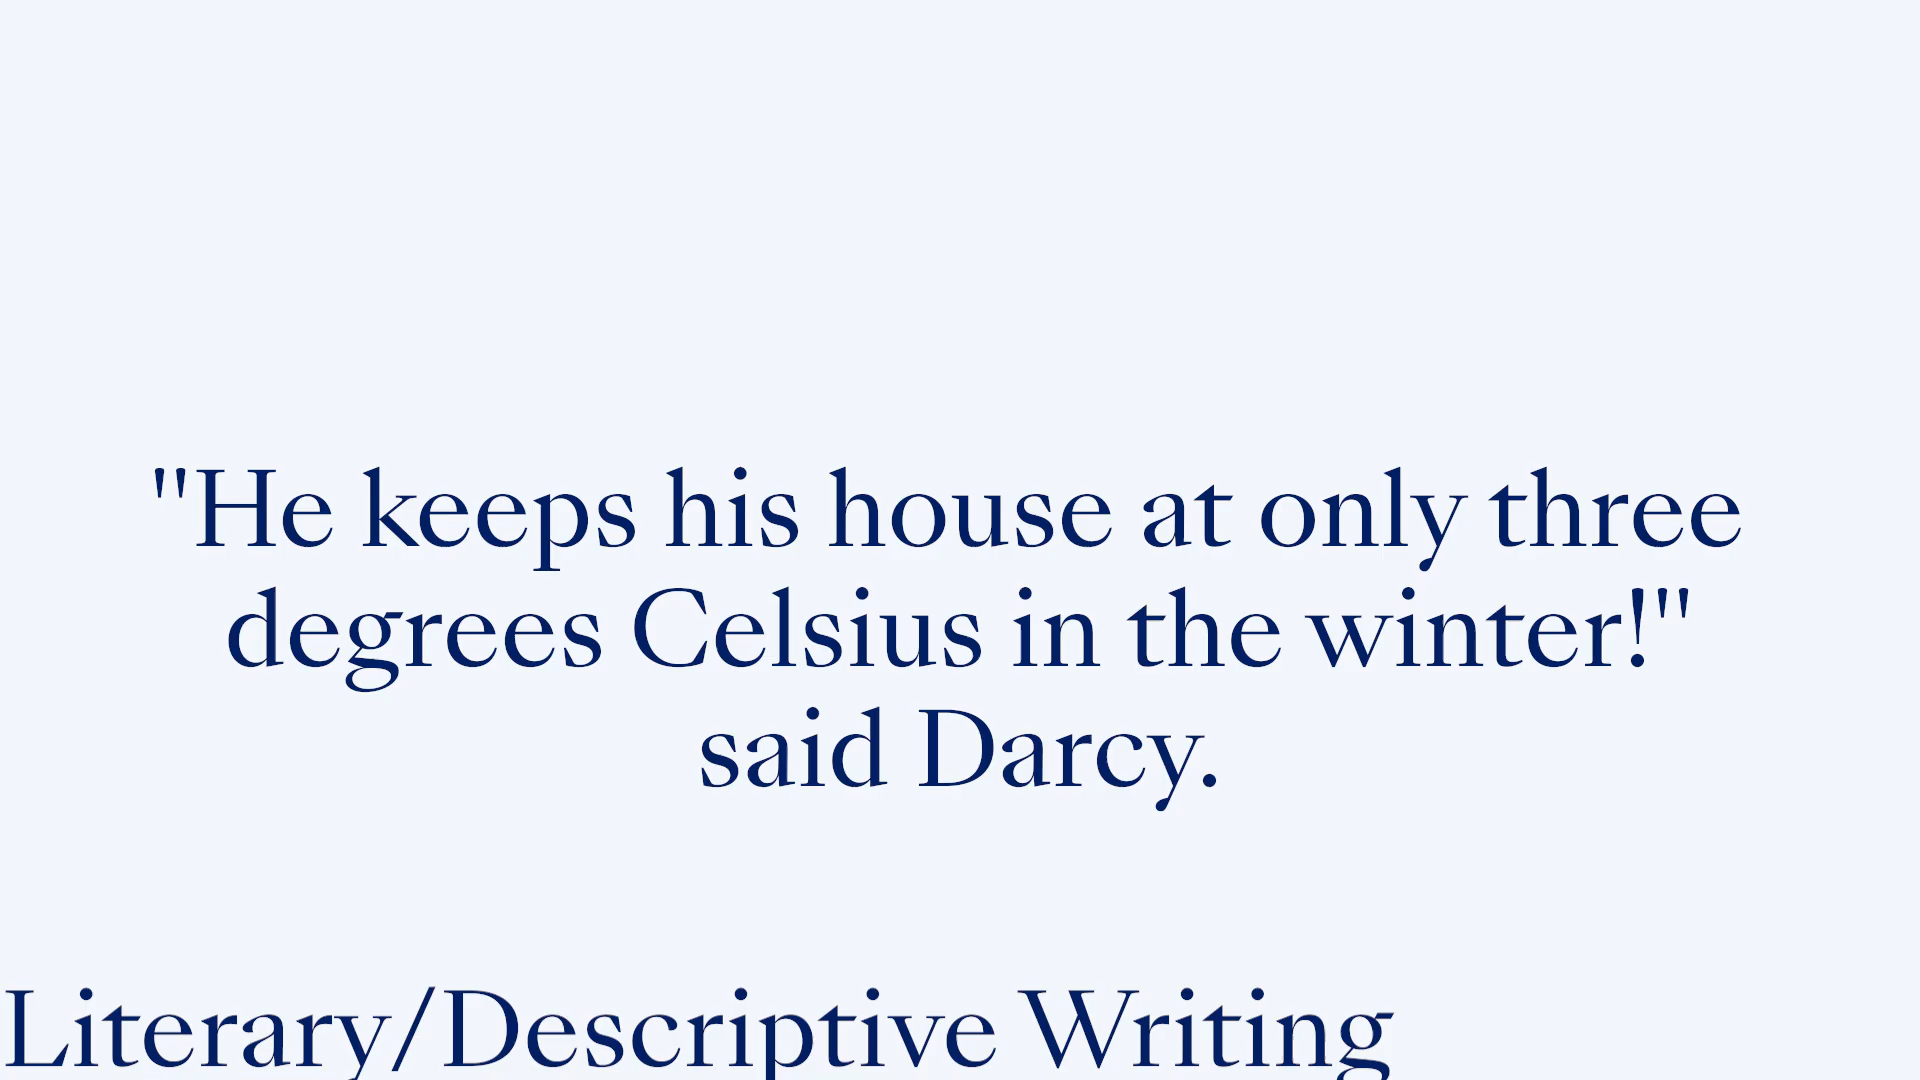 "He keeps his house at only three
degrees Celsius in the winter!"
said Darcy.
Literary/Descriptive Writing